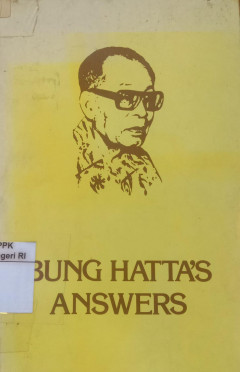 PPK
geri RI
BUNG HATTA'S
ANSWERS